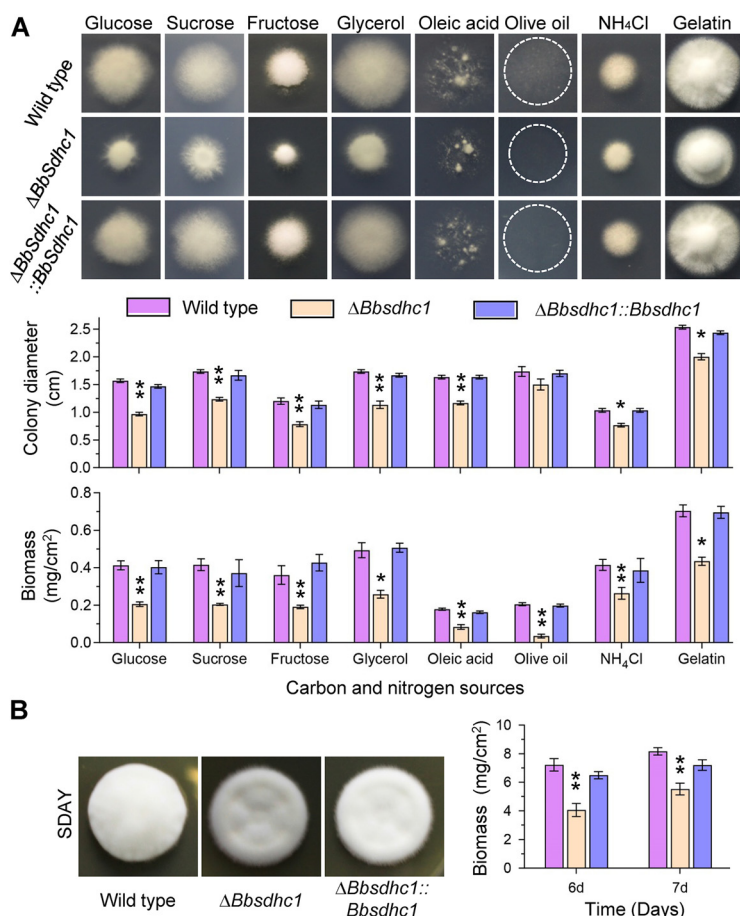 A
Glucose Sucrose Fructose Glycerol Oleic acid Olive oil NH₄Cl Gelatin
Wild type
ΔBbSdhc1
ΔBbSdhc1
::BbSdhc1
Wild type ΔBbsdhc1 ΔBbsdhc1::Bbsdhc1
Colony diameter
(cm)
2.5
2.0
1.5
1.0
0.5
0.0
** ** ** ** ** * *
Biomass
(mg/cm²)
0.8
0.6
0.4
0.2
0.0
** ** ** * ** ** ** *
Glucose Sucrose Fructose Glycerol Oleic acid Olive oil NH₄Cl Gelatin
Carbon and nitrogen sources
B
SDAY
Wild type ΔBbsdhc1 ΔBbsdhc1::
Bbsdhc1
Biomass (mg/cm²)
10
8
6
4
2
0
** **
6d 7d
Time (Days)